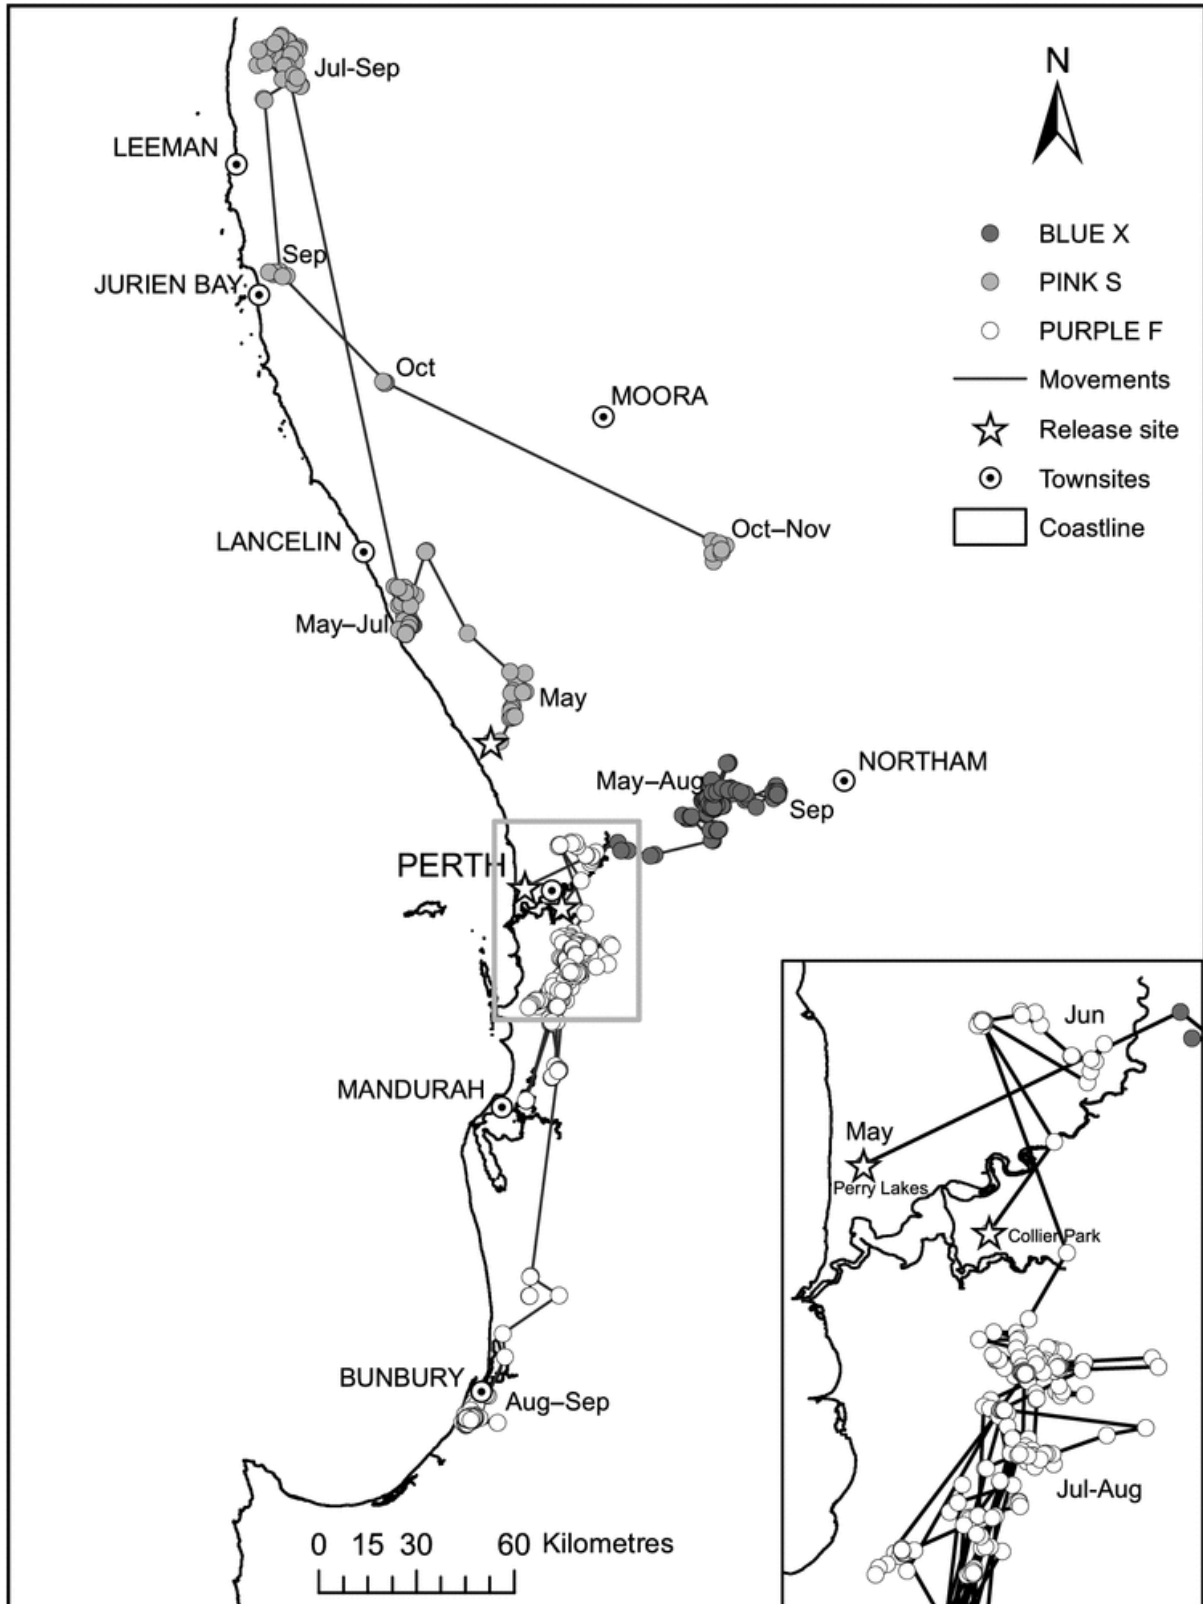 Jul-Sep
N
LEEMAN
BLUE X
Sep
PINK S
JURIEN BAY
PURPLE F
Oct
Movements
MOORA
Release site
Townsites
Oct–Nov
Coastline
LANCELIN
May–Jul
May
NORTHAM
May–Aug
Sep
PERTH
MANDURAH
BUNBURY
Aug–Sep
0 15 30 60 Kilometres
Jun
May
Perry Lakes
Collier Park
Jul-Aug